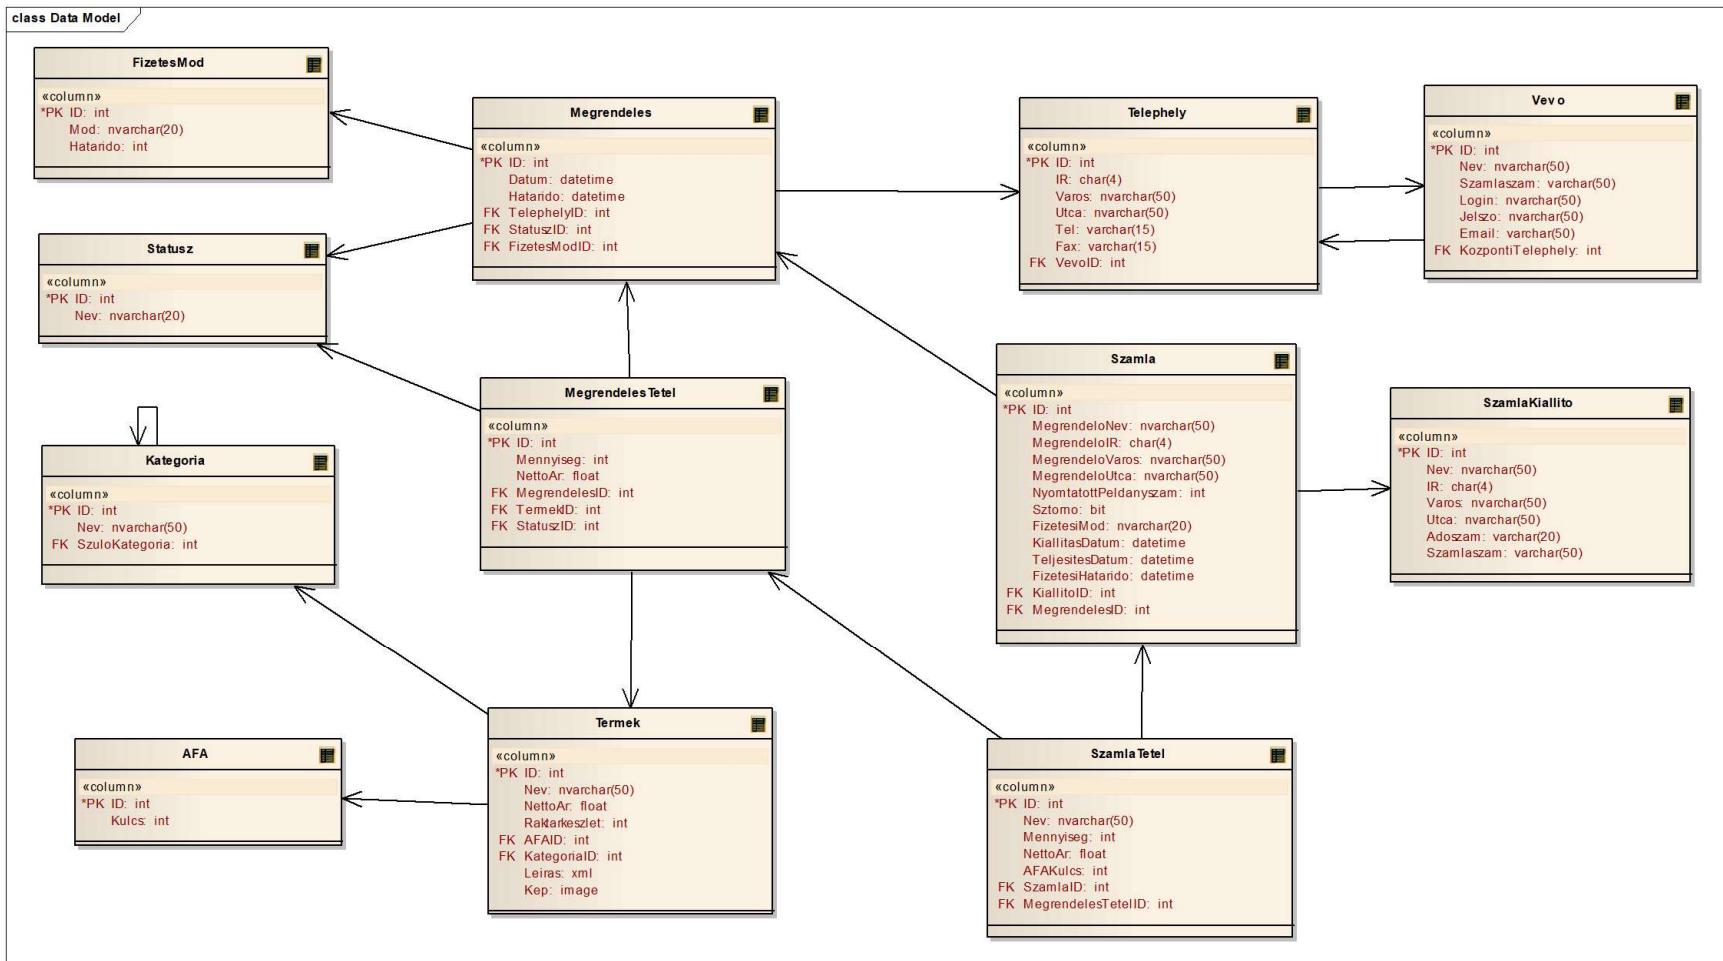 class Data Model
FizetesMod
«column»
*PK ID: int
Mod: nvarchar(20)
Hatarido: int
Megrendeles
«column»
*PK ID: int
Datum: datetime
Hatarido: datetime
FK TelephelyID: int
FK StatuszID: int
FK FizetesModID: int
Telephely
«column»
*PK ID: int
IR: char(4)
Varos: nvarchar(50)
Utca: nvarchar(50)
Tel: varchar(15)
Fax: varchar(15)
FK VevoID: int
Vevo
«column»
*PK ID: int
Nev: nvarchar(50)
Szamlaszam: varchar(50)
Login: nvarchar(50)
Jelszo: nvarchar(50)
Email: varchar(50)
FK KozpontiTelephely: int
Statusz
«column»
*PK ID: int
Nev: nvarchar(20)
MegrendelesTetel
«column»
*PK ID: int
Mennyiseg: int
NettoAr: float
FK MegrendelesID: int
FK TermekID: int
FK StatuszID: int
Szamla
«column»
*PK ID: int
MegrendeloNev: nvarchar(50)
MegrendeloIR: char(4)
MegrendeloVaros: nvarchar(50)
MegrendeloUtca: nvarchar(50)
NyomtatottPeldanyszam: int
Sztorno: bit
FizetesiMod: nvarchar(20)
KiallitasDatum: datetime
TeljesitesDatum: datetime
FizetesiHatarido: datetime
FK KiallitoID: int
FK MegrendelesID: int
SzamlaKiallito
«column»
*PK ID: int
Nev: nvarchar(50)
IR: char(4)
Varos: nvarchar(50)
Utca: nvarchar(50)
Adoszam: varchar(20)
Szamlaszam: varchar(50)
Kategoria
«column»
*PK ID: int
Nev: nvarchar(50)
FK SzuloKategoria: int
AFA
«column»
*PK ID: int
Kulcs: int
Termek
«column»
*PK ID: int
Nev: nvarchar(50)
NettoAr: float
Raktarkeszlet: int
FK AFAID: int
FK KategoriaID: int
Leiras: xml
Kep: image
SzamlaTetel
«column»
*PK ID: int
Nev: nvarchar(50)
Mennyiseg: int
NettoAr: float
AFAKulcs: int
FK SzamlaID: int
FK MegrendelesTetelID: int